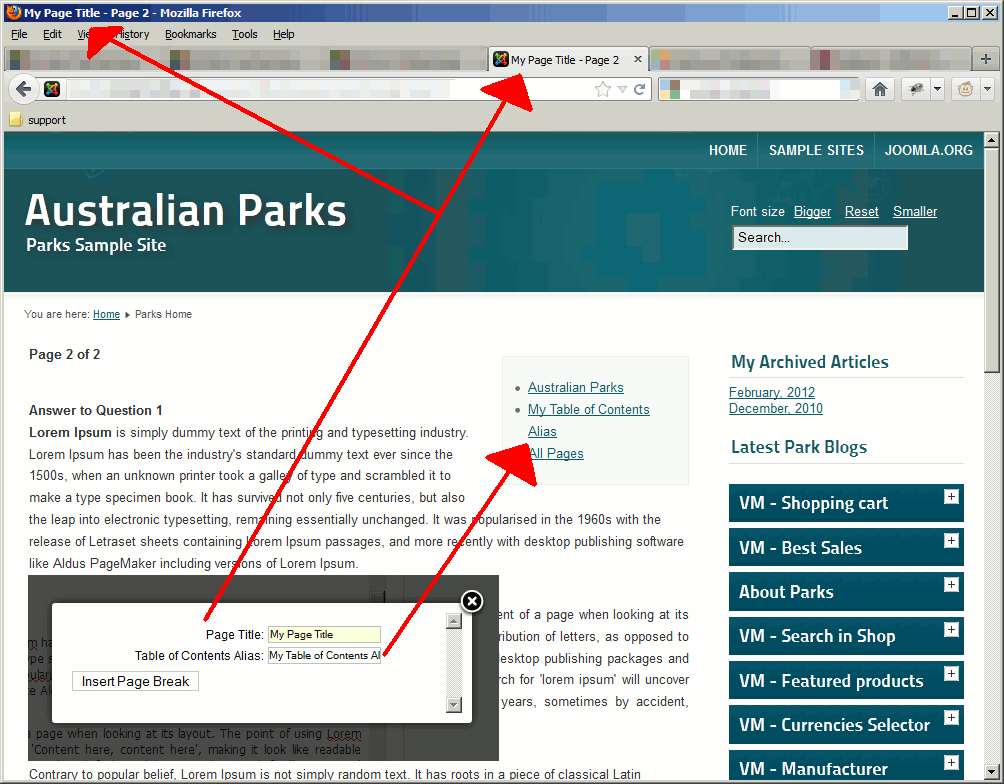 My Page Title - Page 2 - Mozilla Firefox
File Edit History Bookmarks Tools Help
My Page Title - Page 2
support
HOME SAMPLE SITES JOOMLA.ORG
Australian Parks
Parks Sample Site
Font size Bigger Reset Smaller
Search...
You are here: Home Parks Home
Page 2 of 2
Australian Parks
My Table of Contents
Alias
All Pages
Answer to Question 1
Lorem Ipsum is simply dummy text of the printing and typesetting industry.
Lorem Ipsum has been the industry's standard dummy text ever since the
1500s, when an unknown printer took a galley of type and scrambled it to
make a type specimen book. It has survived not only five centuries, but also
the leap into electronic typesetting, remaining essentially unchanged. It was popularised in the 1960s with the
release of Letraset sheets containing Lorem Ipsum passages, and more recently with desktop publishing software
like Aldus PageMaker including versions of Lorem Ipsum.
ent of a page when looking at its
tribution of letters, as opposed to
desktop publishing packages and
rch for 'lorem ipsum' will uncover
years, sometimes by accident,
Page Title: My Page Title
Table of Contents Alias: My Table of Contents Al
Insert Page Break
a page when looking at its layout. The point of using Lorem
'Content here, content here', making it look like readable
Contrary to popular belief, Lorem Ipsum is not simply random text. It has roots in a piece of classical Latin
My Archived Articles
February, 2012
December, 2010
Latest Park Blogs
VM - Shopping cart
VM - Best Sales
About Parks
VM - Search in Shop
VM - Featured products
VM - Currencies Selector
VM - Manufacturer